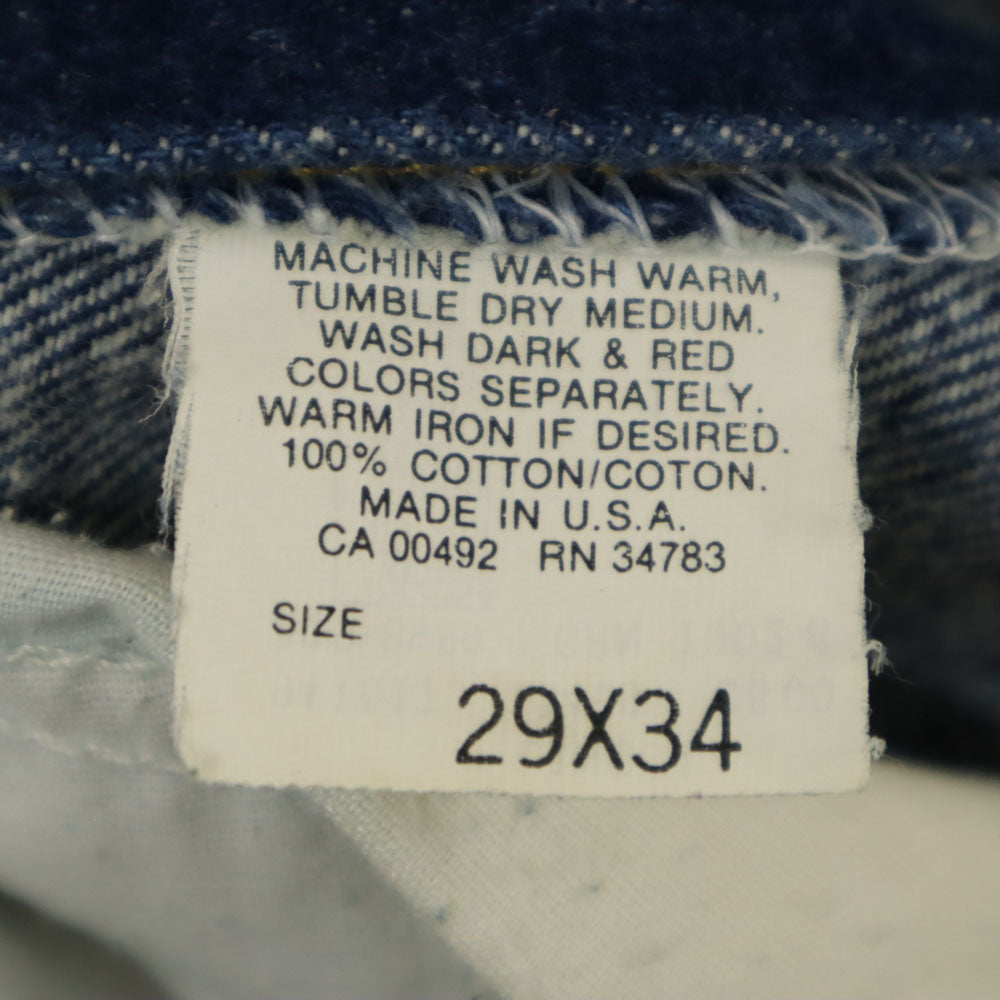 MACHINE WASH WARM,
TUMBLE DRY MEDIUM.
WASH DARK & RED
COLORS SEPARATELY.
WARM IRON IF DESIRED.
100% COTTON/COTON.
MADE IN U.S.A.
CA 00492 RN 34783
SIZE
29X34